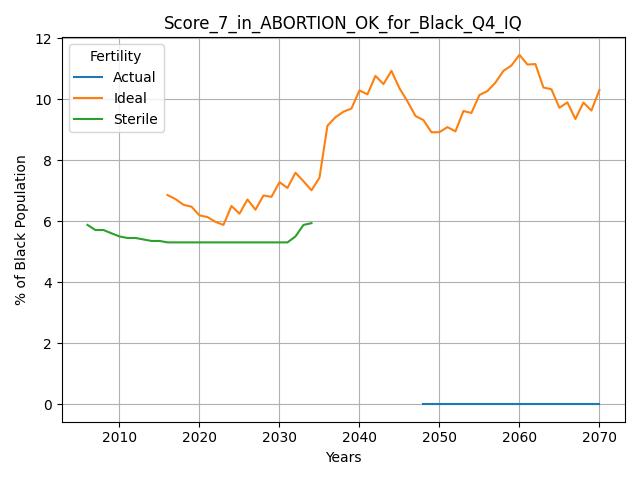 Score_7_in_ABORTION_OK_for_Black_Q4_IQ
Fertility
Actual
Ideal
Sterile
% of Black Population
12
10
8
6
4
2
0
2010 2020 2030 2040 2050 2060 2070
Years